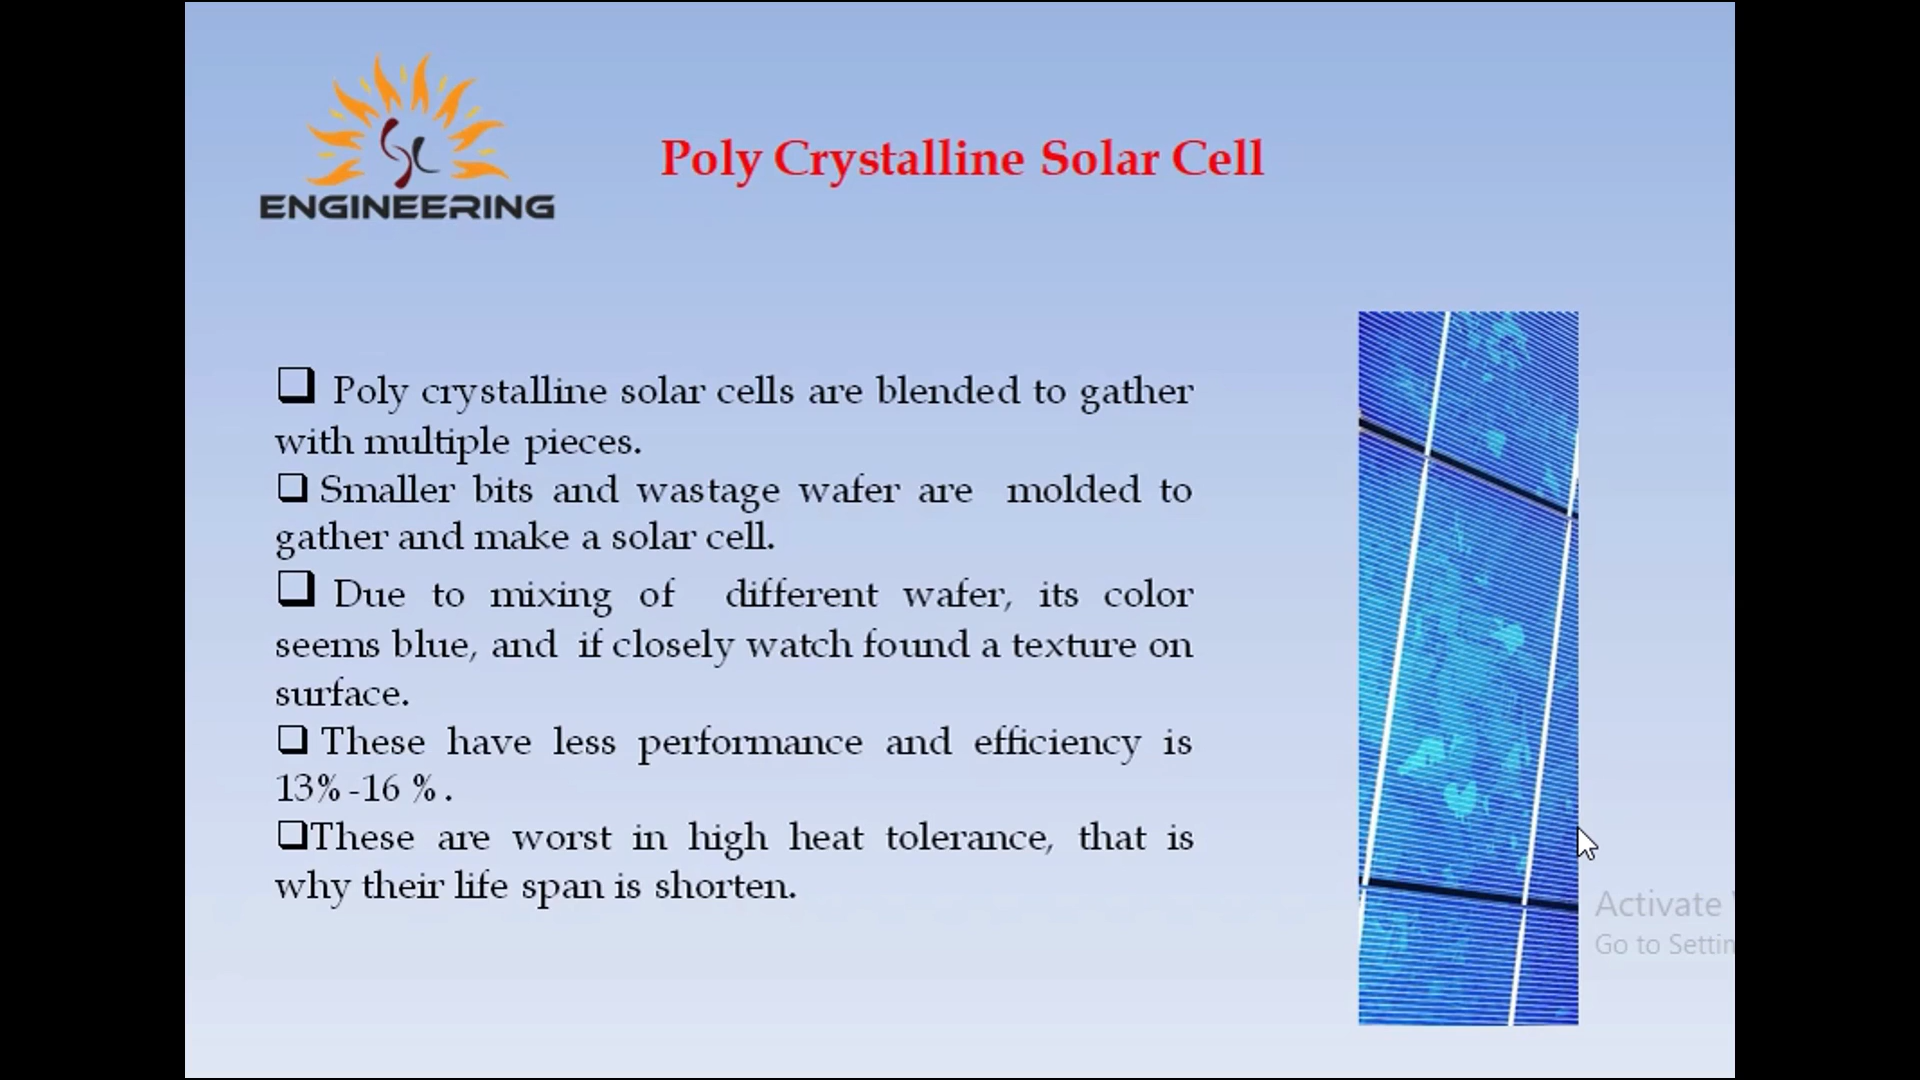 SC
ENGINEERING
Poly Crystalline Solar Cell
Poly crystalline solar cells are blended to gather
with multiple pieces.
Smaller bits and wastage wafer are molded to
gather and make a solar cell.
Due to mixing of different wafer, its color
seems blue, and if closely watch found a texture on
surface.
These have less performance and efficiency is
13%-16 %.
These are worst in high heat tolerance, that is
why their life span is shorten.
Activate
Go to Settin